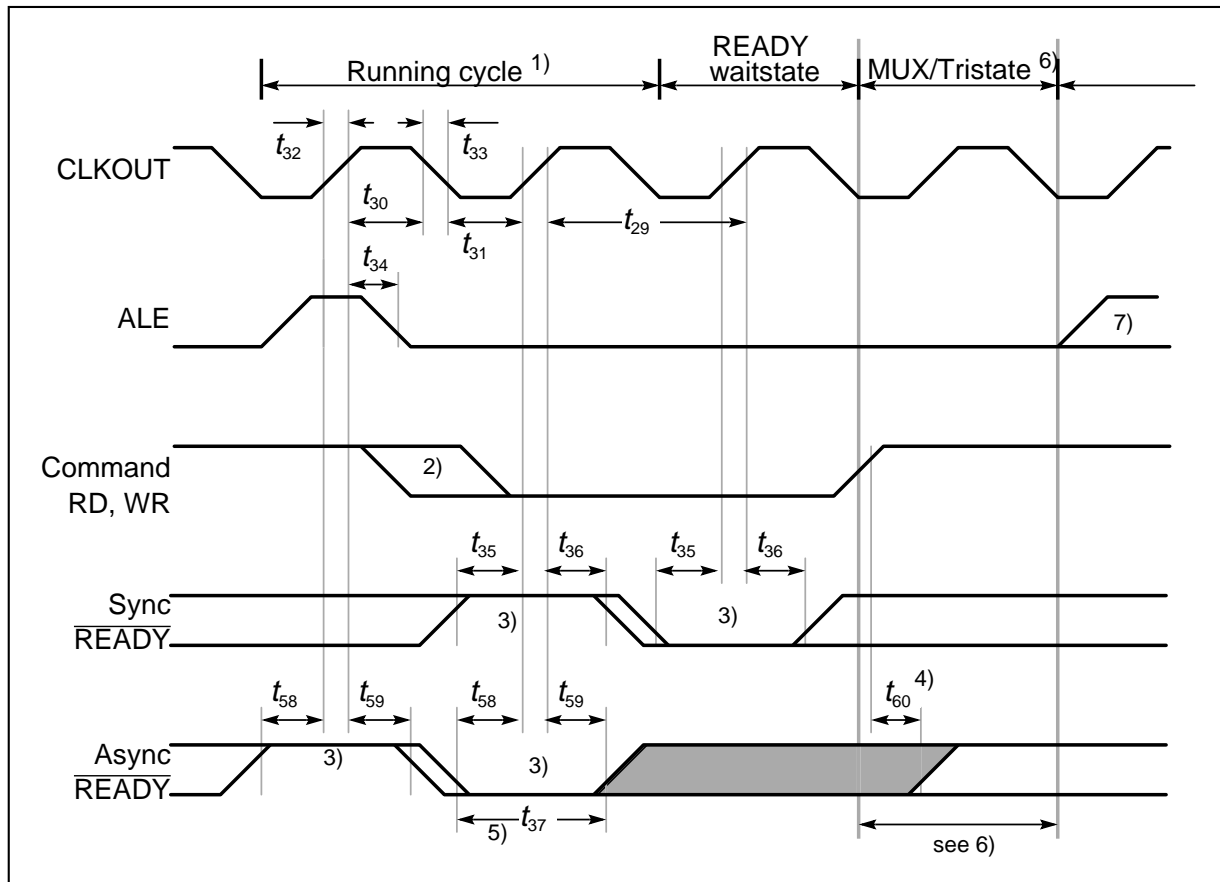 Running cycle 1)
READY
waitstate
MUX/Tristate 6)
t32
t33
CLKOUT
t30
t31
t29
t34
ALE
7)
Command
RD, WR
2)
t35
t36
t35
t36
Sync
READY
3)
3)
t58
t59
t58
t59
t60 4)
Async
READY
3)
3)
5)
t37
see 6)